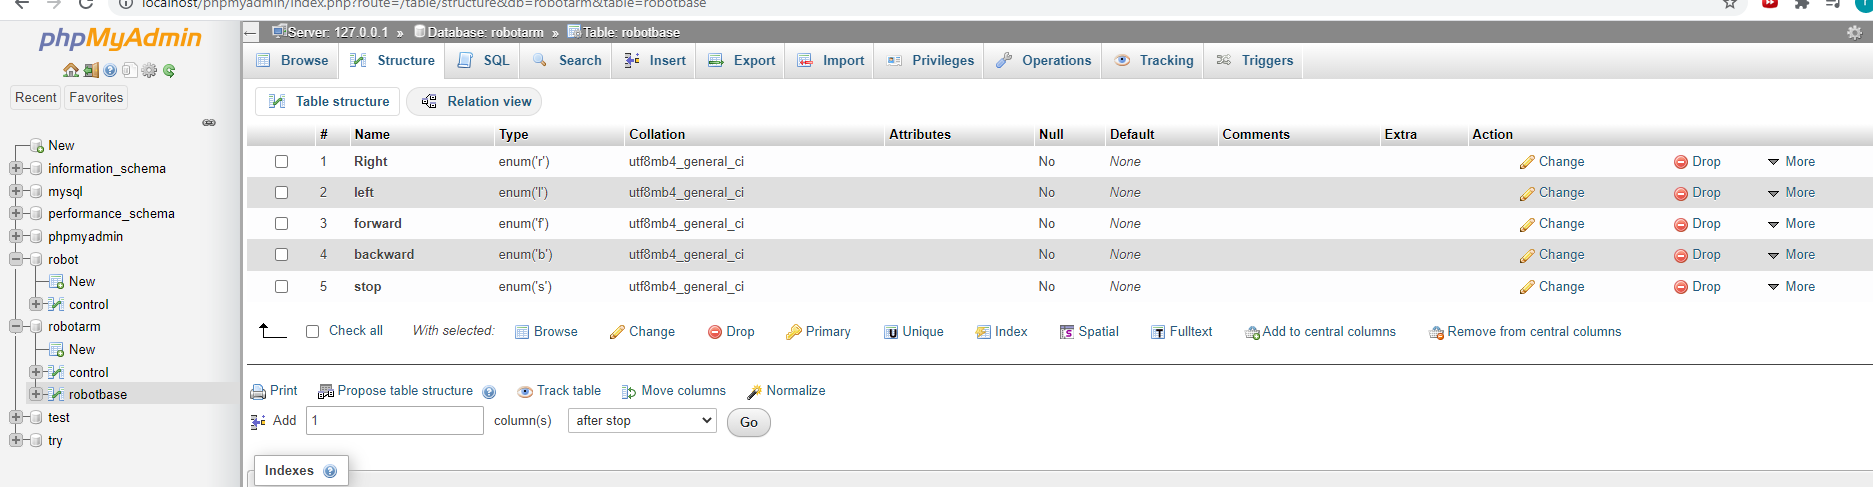 localhost/phpmyadmin/index.php?route=/table/structure&db=robotarm&table=robotbase
phpMyAdmin
Recent Favorites
New
information_schema
mysql
performance_schema
phpmyadmin
robot
New
control
robotarm
New
control
robotbase
test
try
Server: 127.0.0.1 » Database: robotarm » Table: robotbase
Browse Structure SQL Search Insert Export Import Privileges Operations Tracking Triggers
Table structure Relation view
# Name Type Collation Attributes Null Default Comments Extra Action
1 Right enum('r') utf8mb4_general_ci No None Change Drop More
2 left enum('l') utf8mb4_general_ci No None Change Drop More
3 forward enum('f') utf8mb4_general_ci No None Change Drop More
4 backward enum('b') utf8mb4_general_ci No None Change Drop More
5 stop enum('s') utf8mb4_general_ci No None Change Drop More
Check all With selected: Browse Change Drop Primary Unique Index Spatial Fulltext Add to central columns Remove from central columns
Print Propose table structure Track table Move columns Normalize
Add 1 column(s) after stop Go
Indexes